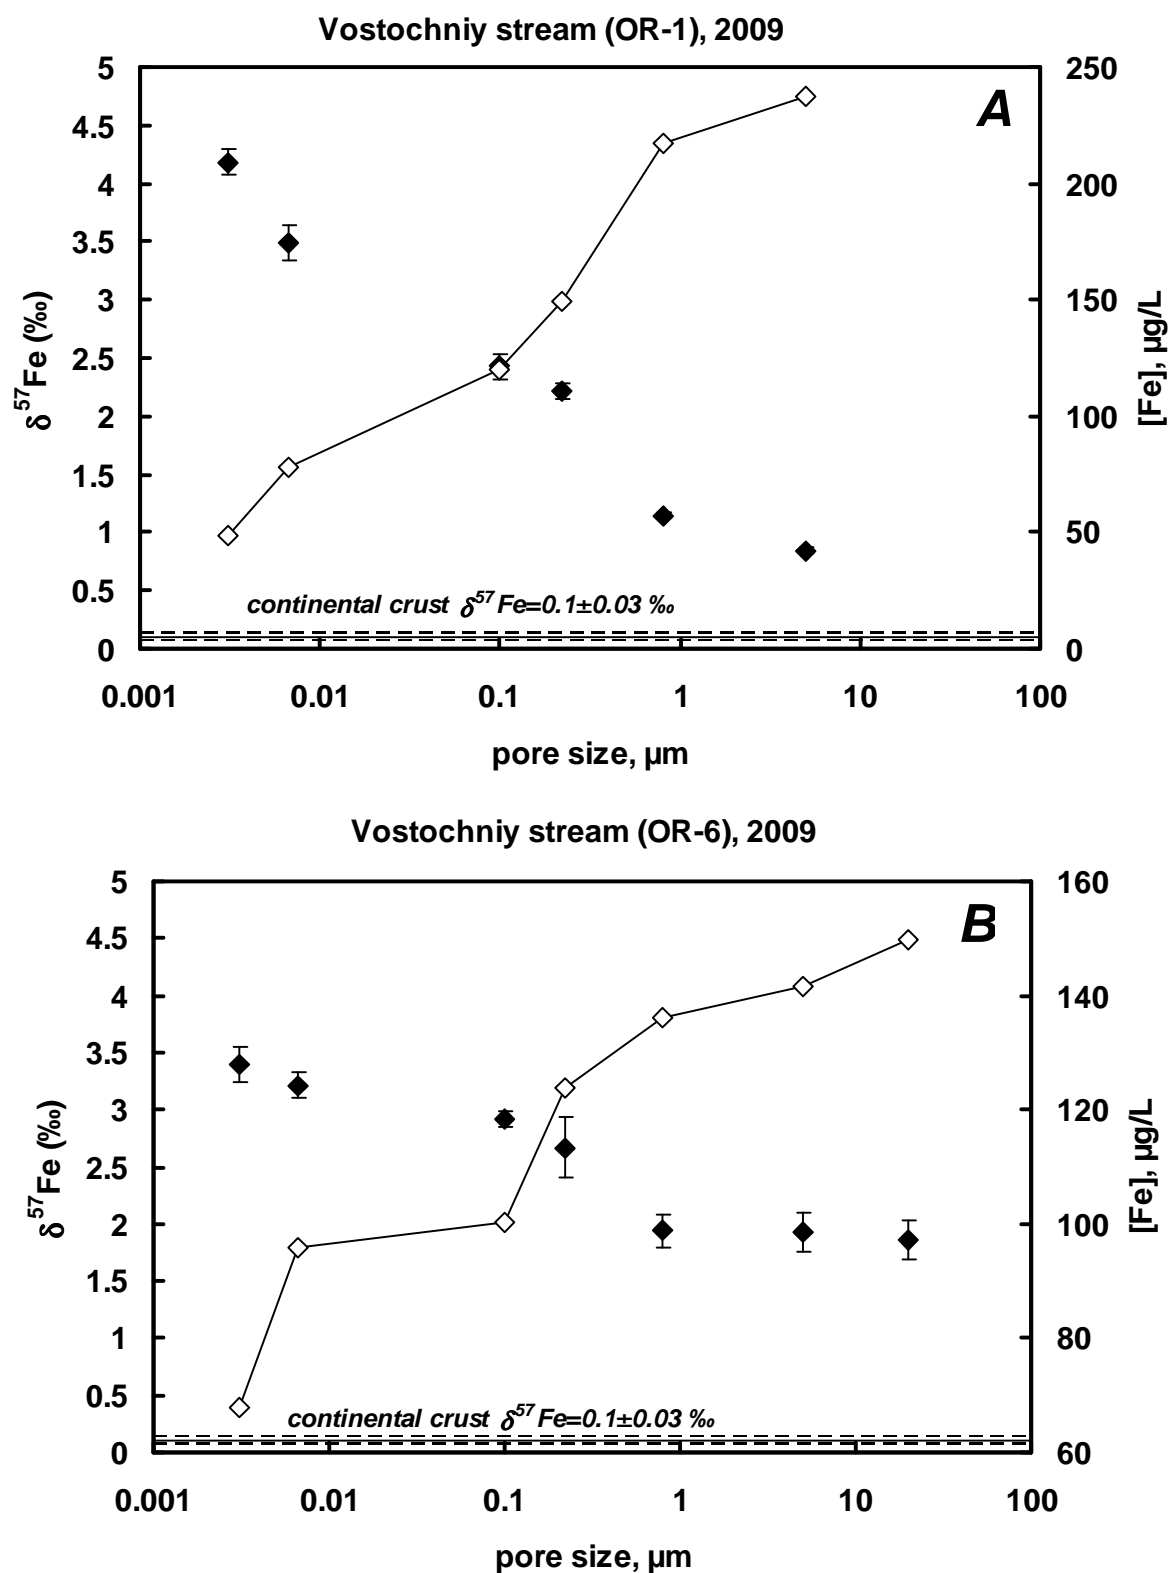 Vostochniy stream (OR-1), 2009
A
5
4.5
4
3.5
3
2.5
2
1.5
1
0.5
0
δ57Fe (‰)
250
200
150
100
50
0
[Fe], µg/L
continental crust δ57Fe=0.1±0.03 ‰
0.001 0.01 0.1 1 10 100
pore size, µm
Vostochniy stream (OR-6), 2009
B
5
4.5
4
3.5
3
2.5
2
1.5
1
0.5
0
δ57Fe (‰)
160
140
120
100
80
60
[Fe], µg/L
continental crust δ57Fe=0.1±0.03 ‰
0.001 0.01 0.1 1 10 100
pore size, µm